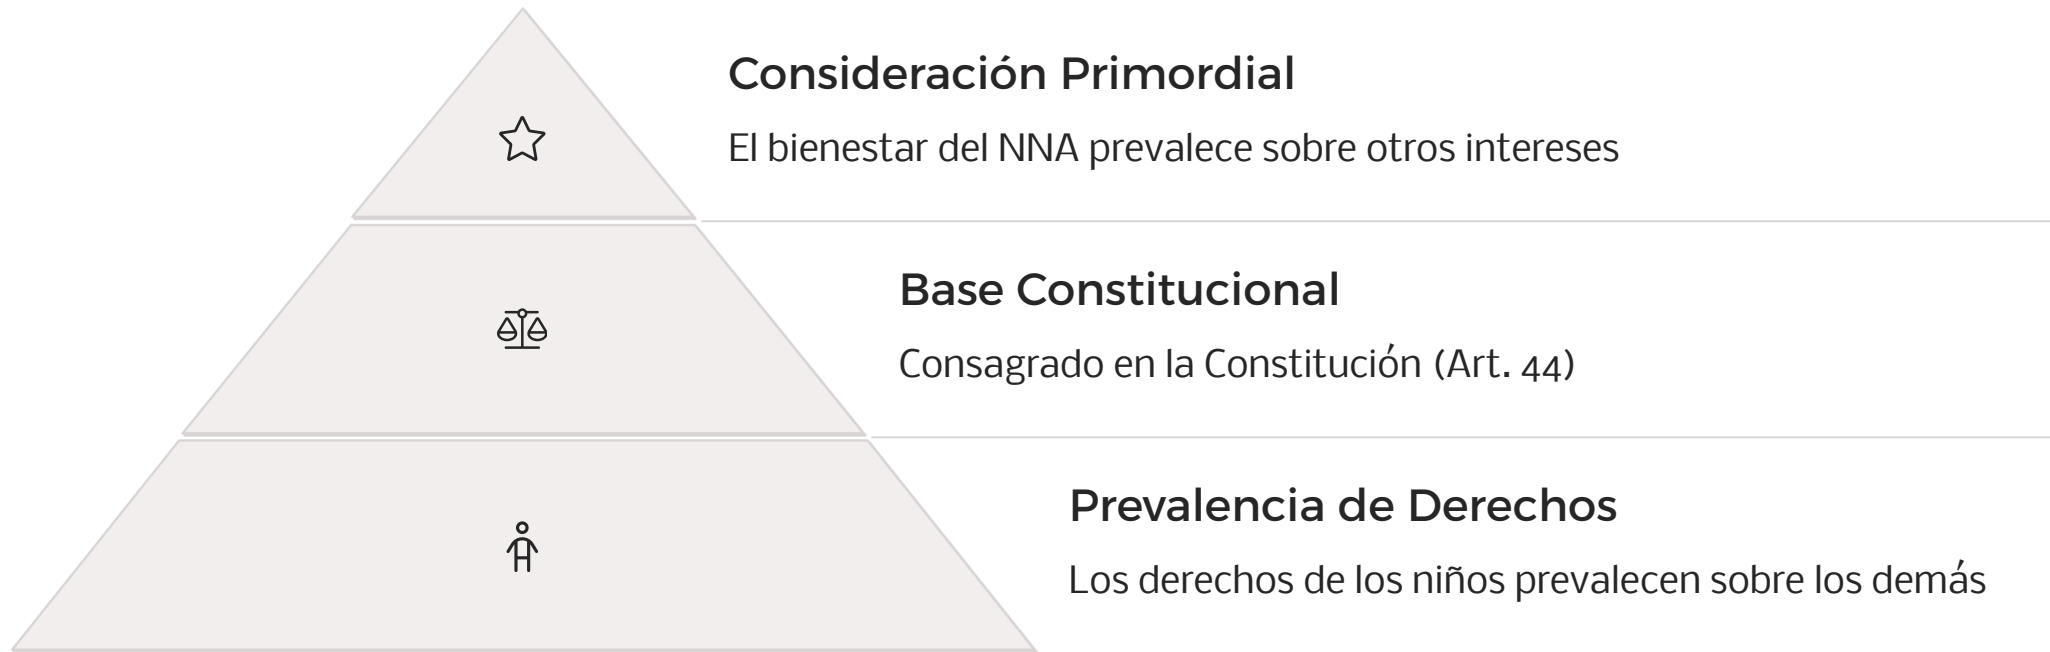 Consideración Primordial
El bienestar del NNA prevalece sobre otros intereses
Base Constitucional
Consagrado en la Constitución (Art. 44)
Prevalencia de Derechos
Los derechos de los niños prevalecen sobre los demás